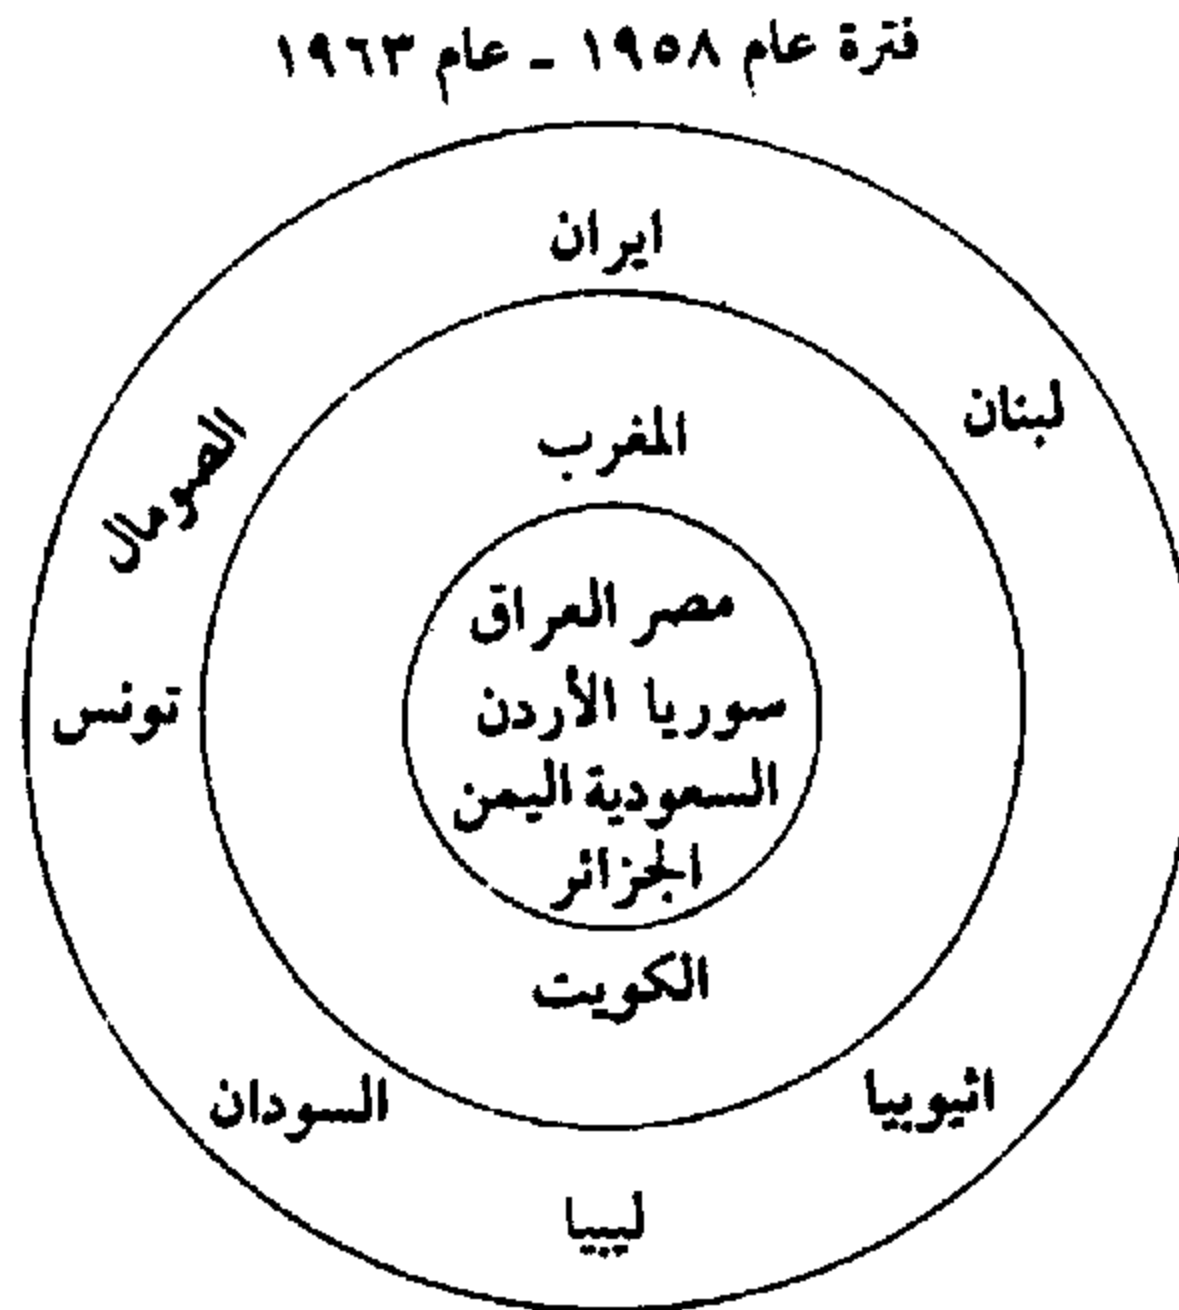 فترة عام ١٩٥٨ - عام ١٩٦٣
ايران
لبنان
الصومال
المغرب
مصر العراق
سوريا الأردن
تونس
السعودية اليمن
الجزائر
الكويت
اثيوبيا
السودان
ليبيا